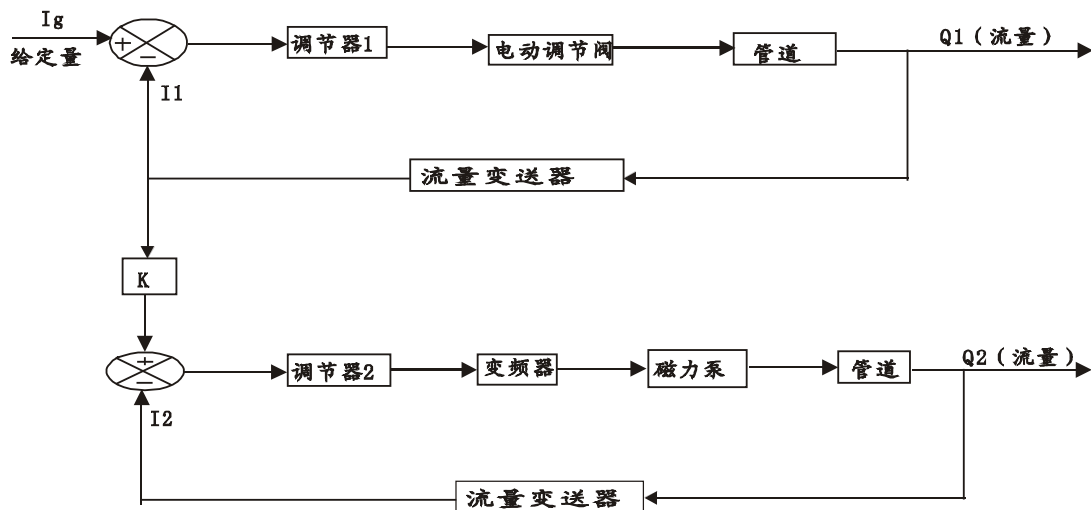 Ig
给定量
+
−
调节器1
电动调节阀
管道
Q1（流量）
I1
流量变送器
K
+
−
调节器2
变频器
磁力泵
管道
Q2（流量）
I2
流量变送器